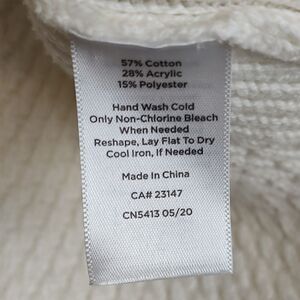 57% Cotton
28% Acrylic
15% Polyester
Hand Wash Cold
Only Non-Chlorine Bleach
When Needed
Reshape, Lay Flat To Dry
Cool Iron, If Needed
Made in China
CA# 23147
CN5413 05/20